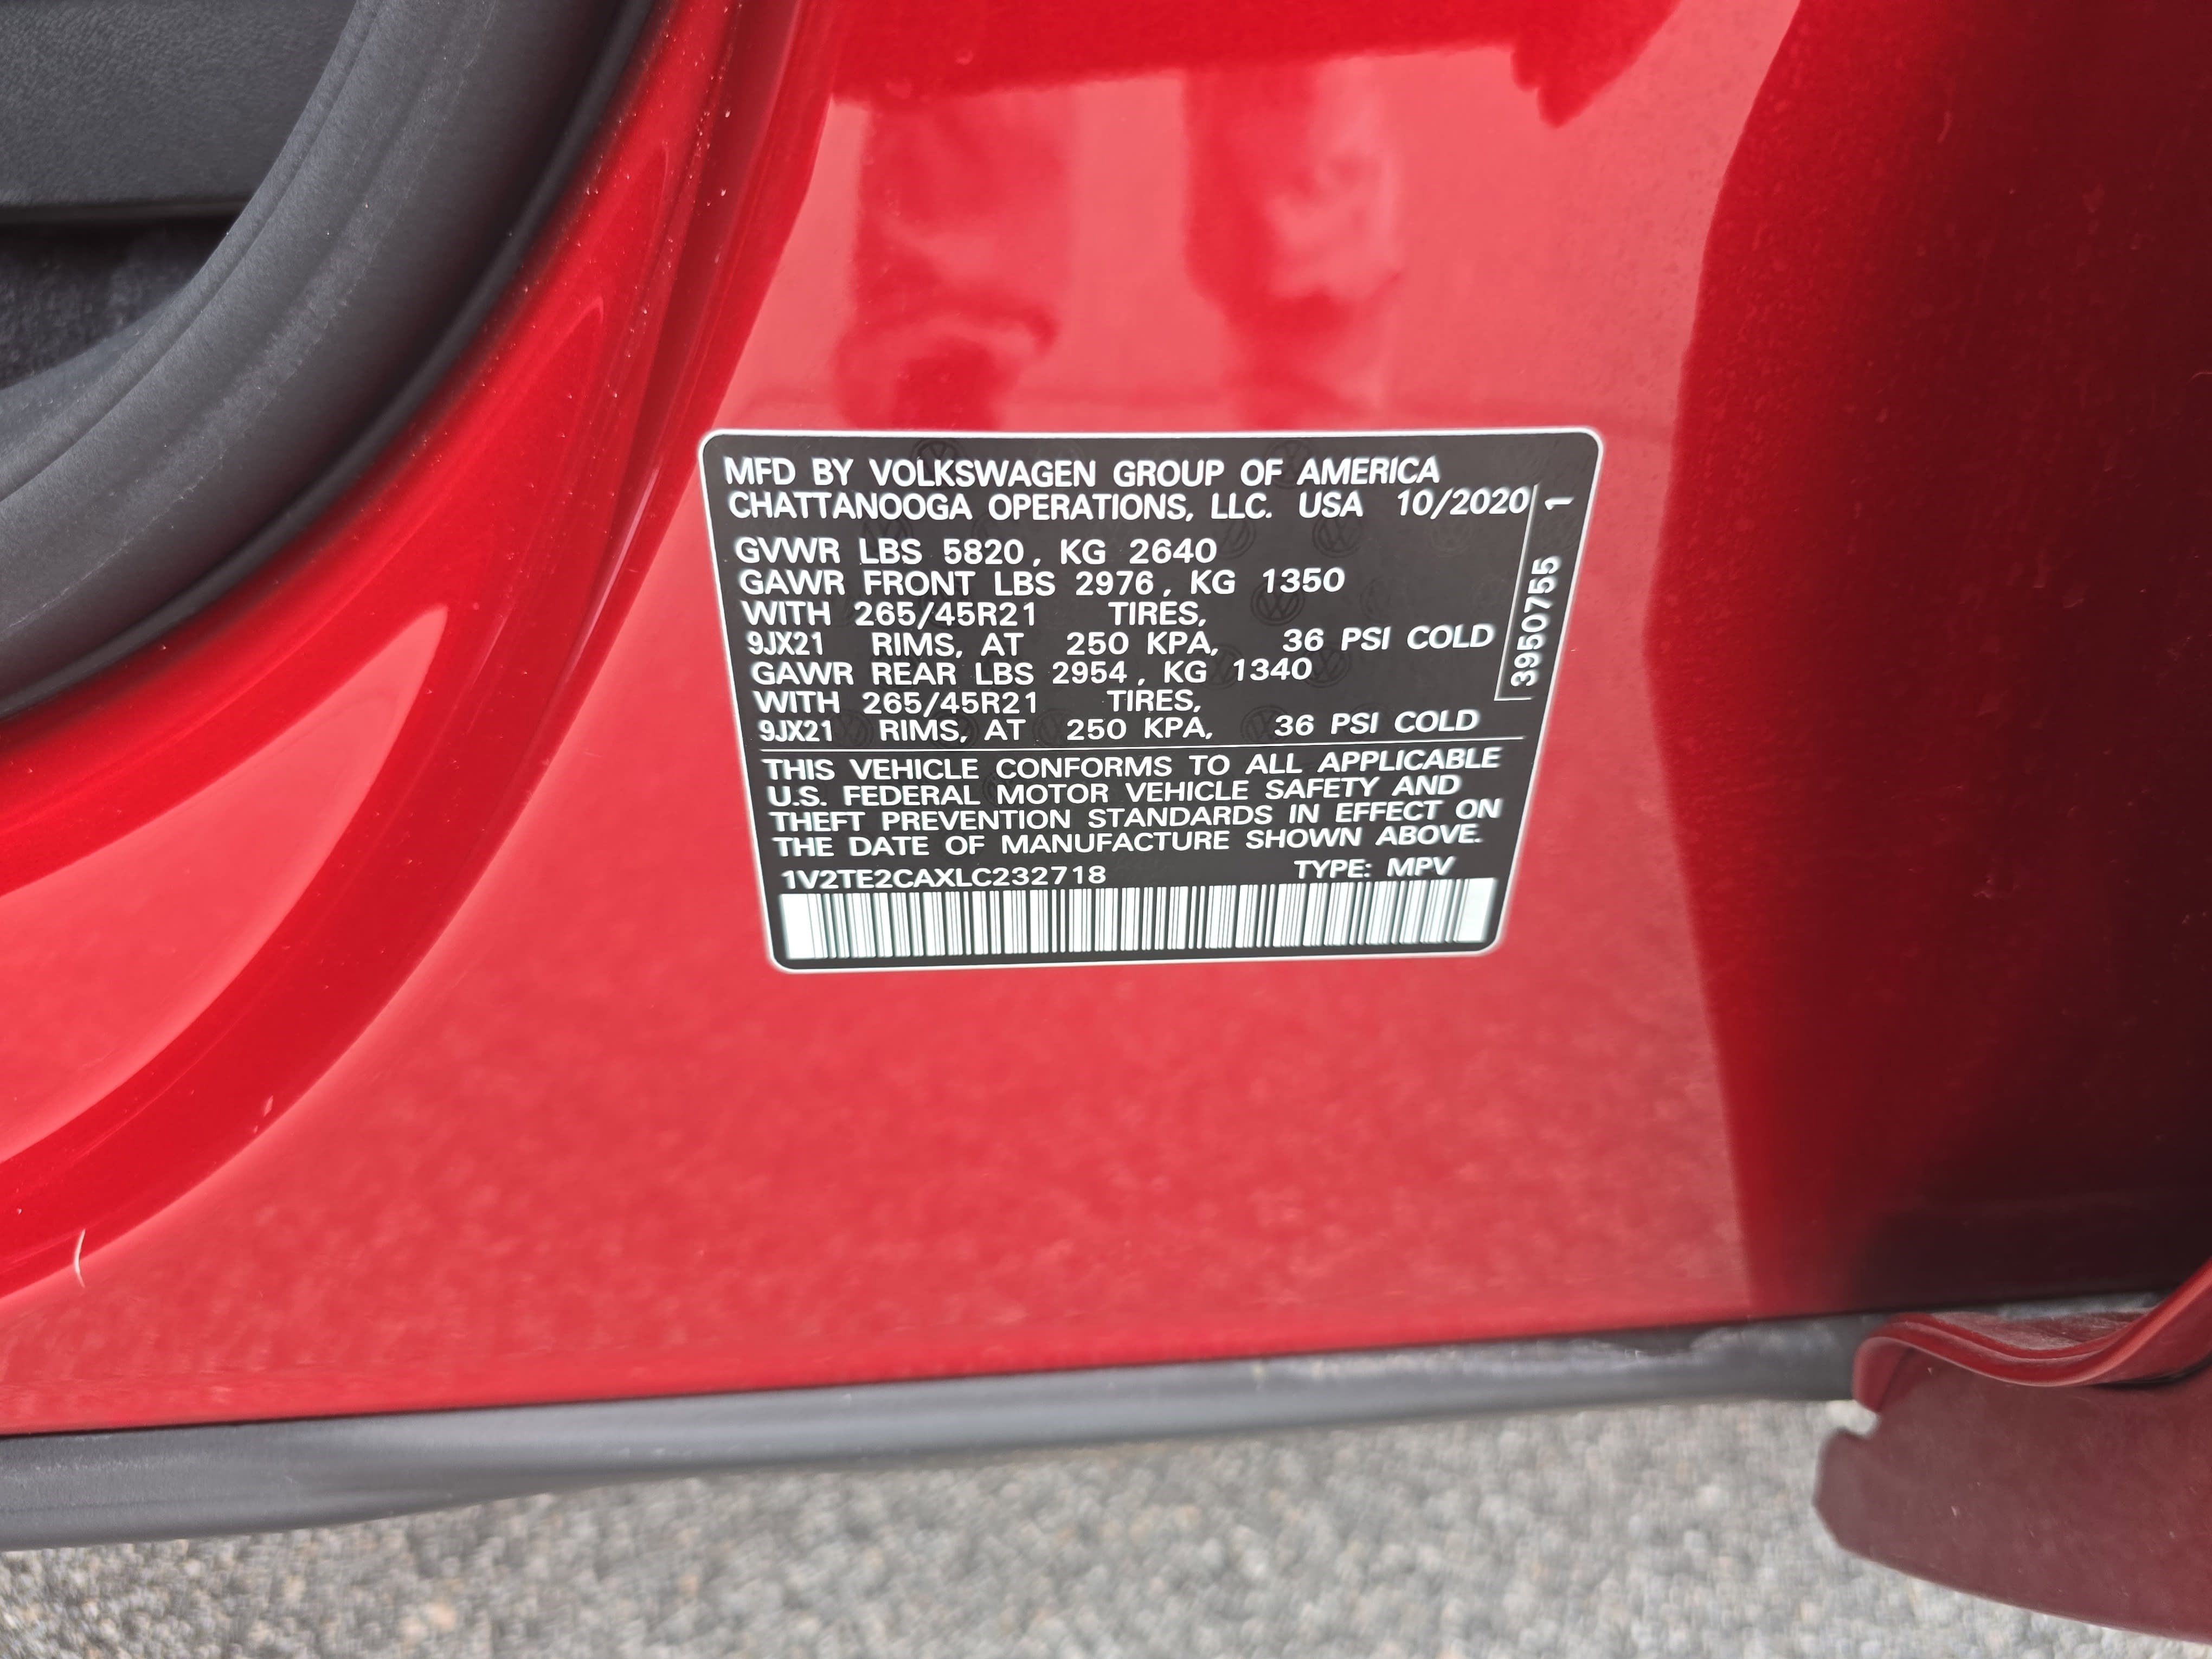 MFD BY VOLKSWAGEN GROUP OF AMERICA
CHATTANOOGA OPERATIONS, LLC. USA 10/2020
GVWR LBS 5820, KG 2640
GAWR FRONT LBS 2976, KG 1350
WITH 265/45R21 TIRES,
9JX21 RIMS, AT 250 KPA, 36 PSI COLD
GAWR REAR LBS 2954, KG 1340
WITH 265/45R21 TIRES,
9JX21 RIMS, AT 250 KPA, 36 PSI COLD
3950755 1
THIS VEHICLE CONFORMS TO ALL APPLICABLE
U.S. FEDERAL MOTOR VEHICLE SAFETY AND
THEFT PREVENTION STANDARDS IN EFFECT ON
THE DATE OF MANUFACTURE SHOWN ABOVE.
1V2TE2CAXLC232718 TYPE: MPV